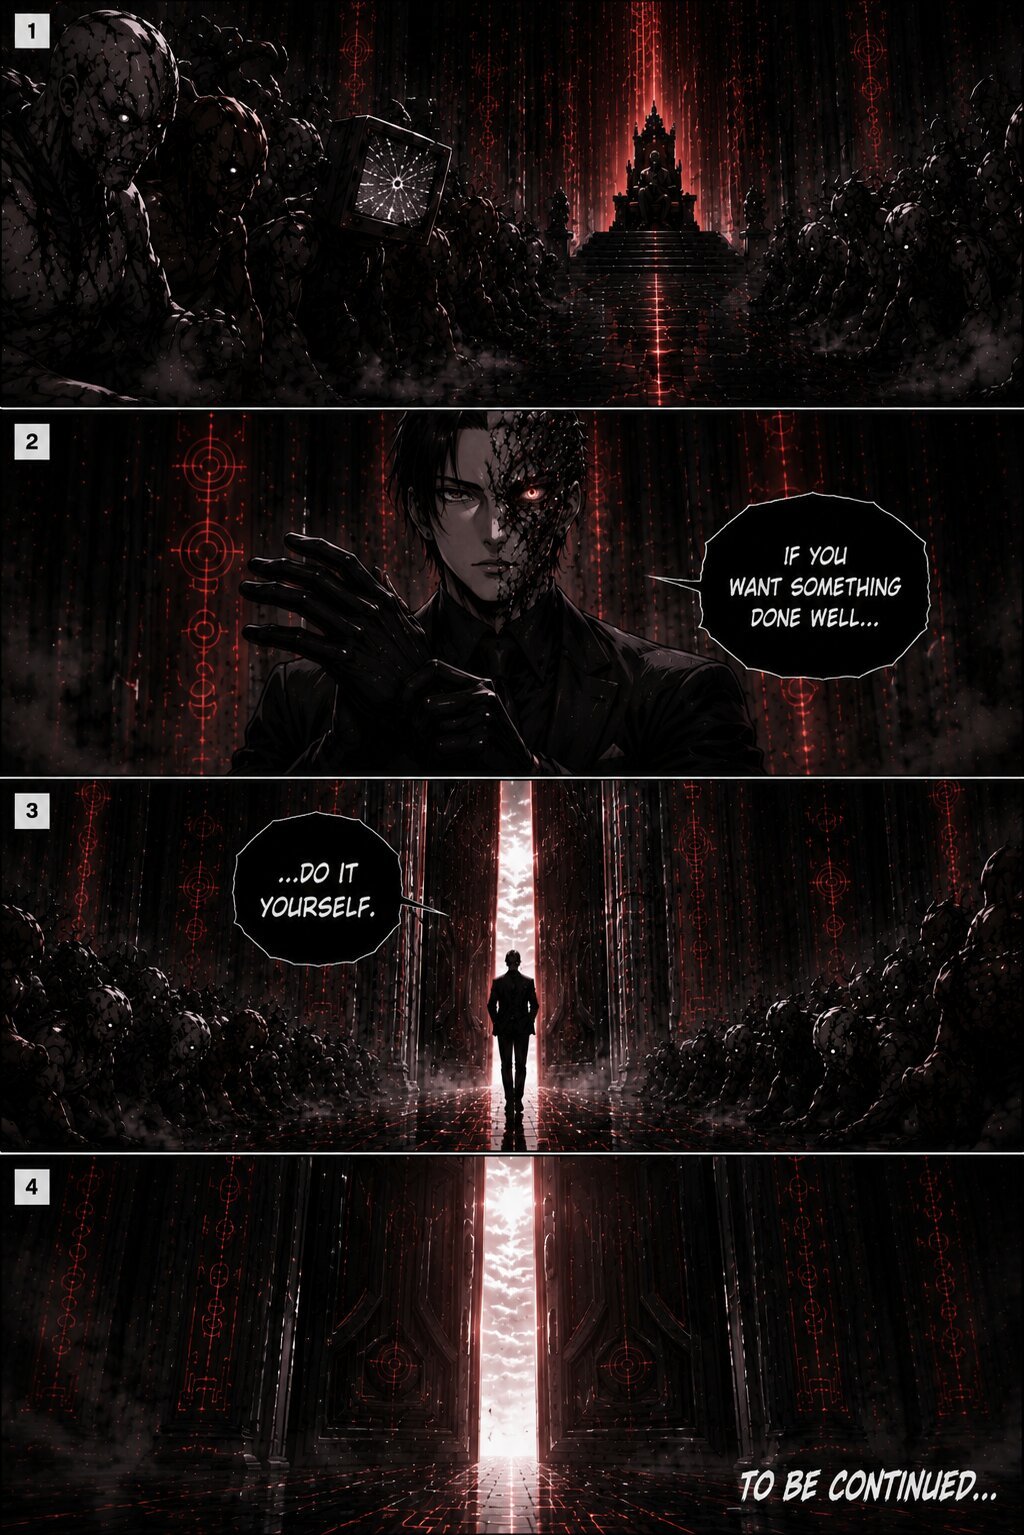 1
2
IF YOU
WANT SOMETHING
DONE WELL...
3
...DO IT
YOURSELF.
4
TO BE CONTINUED...